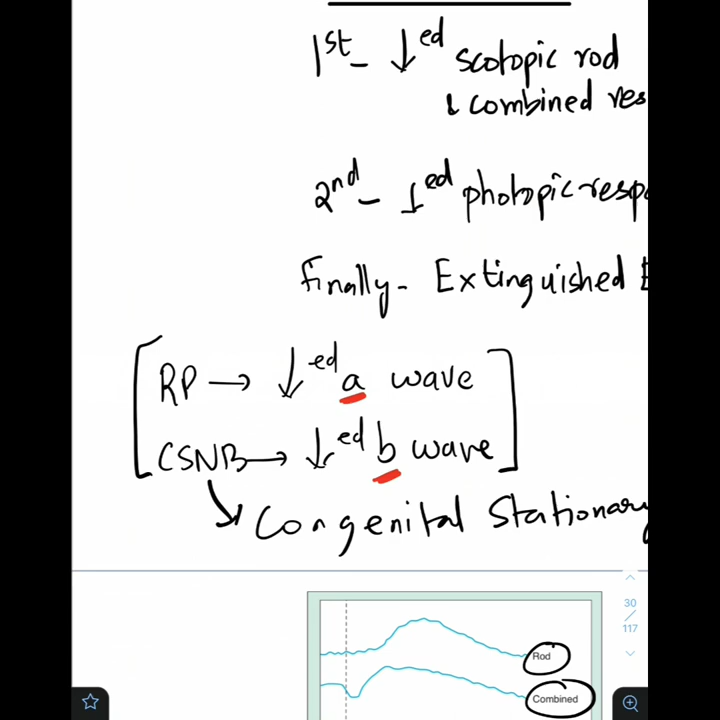 1st - ↓ed scotopic rod
& combined res
2nd - ↓ed photopic resp
Finally - Extinguished
[RP → ↓ed a wave
CSNB → ↓ed b wave]
Congenital Stationary
30
/
117
Rod
Combined